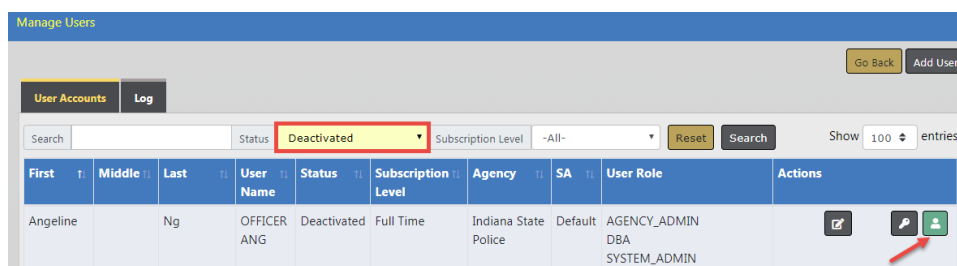 Manage Users
Go Back Add User
User Accounts Log
Search Status Deactivated Subscription Level -All- Reset Search Show 100 entries
First Middle Last User Name Status Subscription Level Agency SA User Role Actions
Angeline Ng OFFICER ANG Deactivated Full Time Indiana State Police Default AGENCY_ADMIN
DBA
SYSTEM_ADMIN